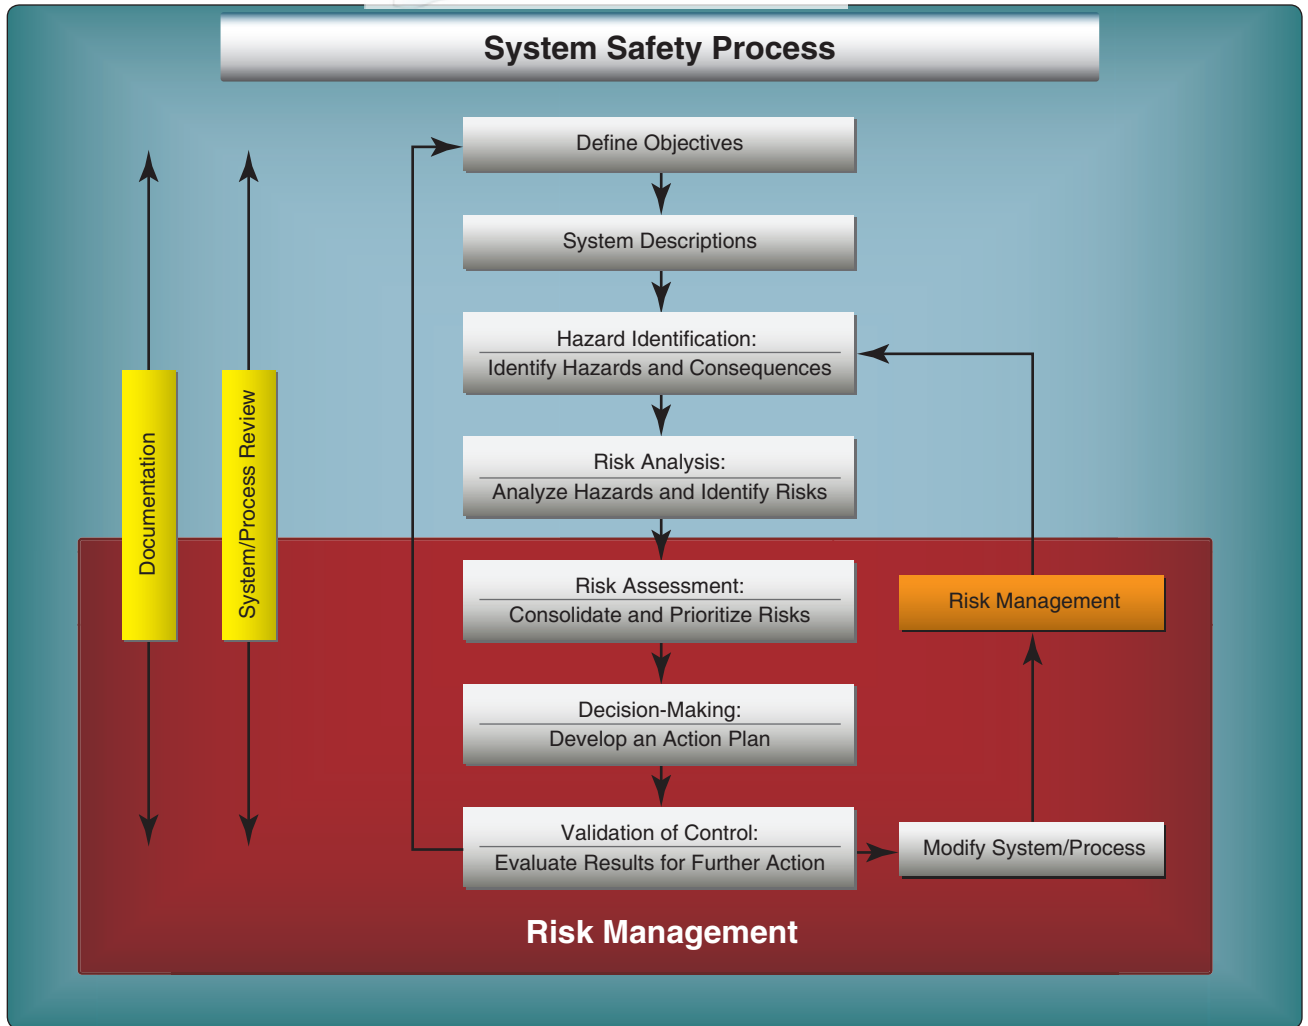 System Safety Process
Define Objectives
System Descriptions
Hazard Identification:
Identify Hazards and Consequences
Risk Analysis:
Analyze Hazards and Identify Risks
Documentation
System/Process Review
Risk Assessment:
Consolidate and Prioritize Risks
Risk Management
Decision-Making:
Develop an Action Plan
Validation of Control:
Evaluate Results for Further Action
Modify System/Process
Risk Management